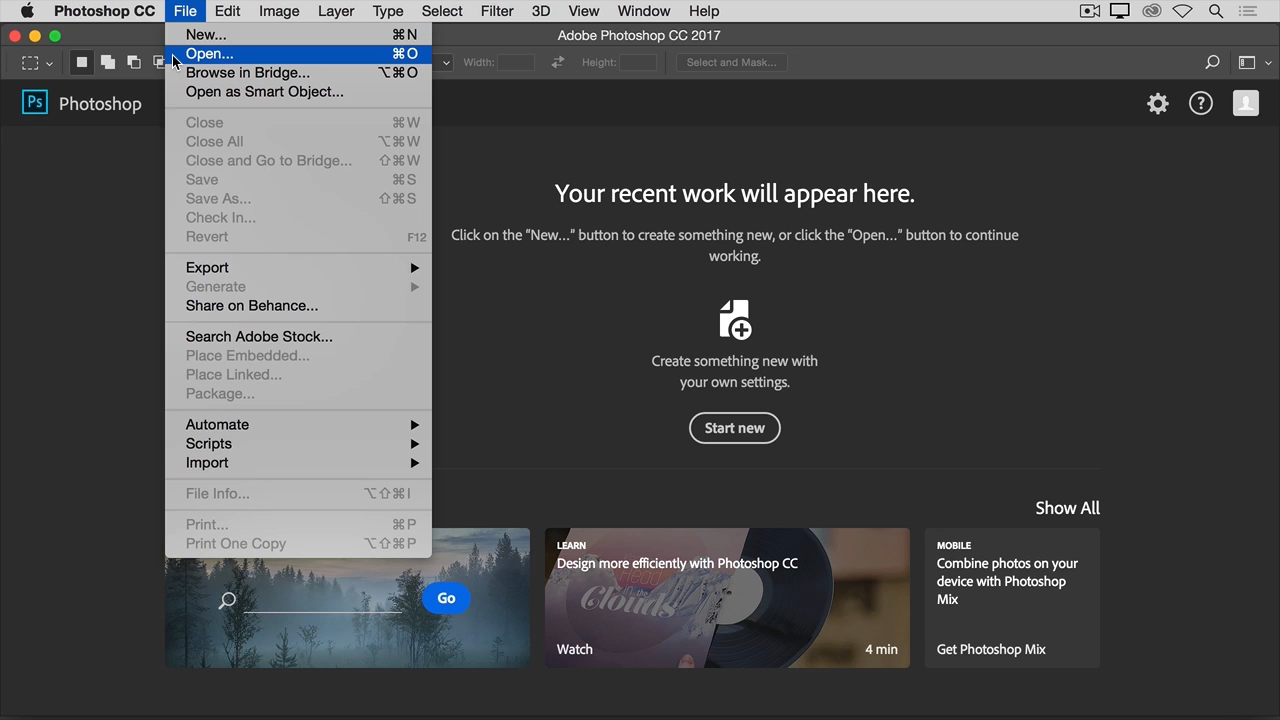 Photoshop CC File Edit Image Layer Type Select Filter 3D View Window Help
Adobe Photoshop CC 2017
New... ⌘N
Open... ⌘O
Browse in Bridge... ⌥⌘O
Open as Smart Object...
Close ⌘W
Close All ⌥⌘W
Close and Go to Bridge... ⇧⌘W
Save ⌘S
Save As... ⇧⌘S
Check In...
Revert F12
Export
Generate
Share on Behance...
Search Adobe Stock...
Place Embedded...
Place Linked...
Package...
Automate
Scripts
Import
File Info... ⌥⇧⌘I
Print... ⌘P
Print One Copy ⌥⇧⌘P
Width: Height: Select and Mask...
Ps Photoshop
Your recent work will appear here.
Click on the “New...” button to create something new, or click the “Open...” button to continue
working.
Create something new with
your own settings.
Start new
Show All
Go
LEARN
Design more efficiently with Photoshop CC
Head
in the
Clouds
Watch 4 min
MOBILE
Combine photos on your
device with Photoshop
Mix
Get Photoshop Mix